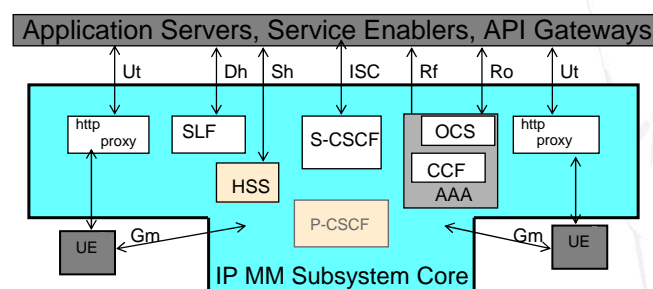 Application Servers, Service Enablers, API Gateways
Ut Dh Sh ISC Rf Ro Ut
http
proxy
SLF
S-CSCF
OCS
http
proxy
HSS
CCF
AAA
P-CSCF
UE
Gm
Gm
UE
IP MM Subsystem Core